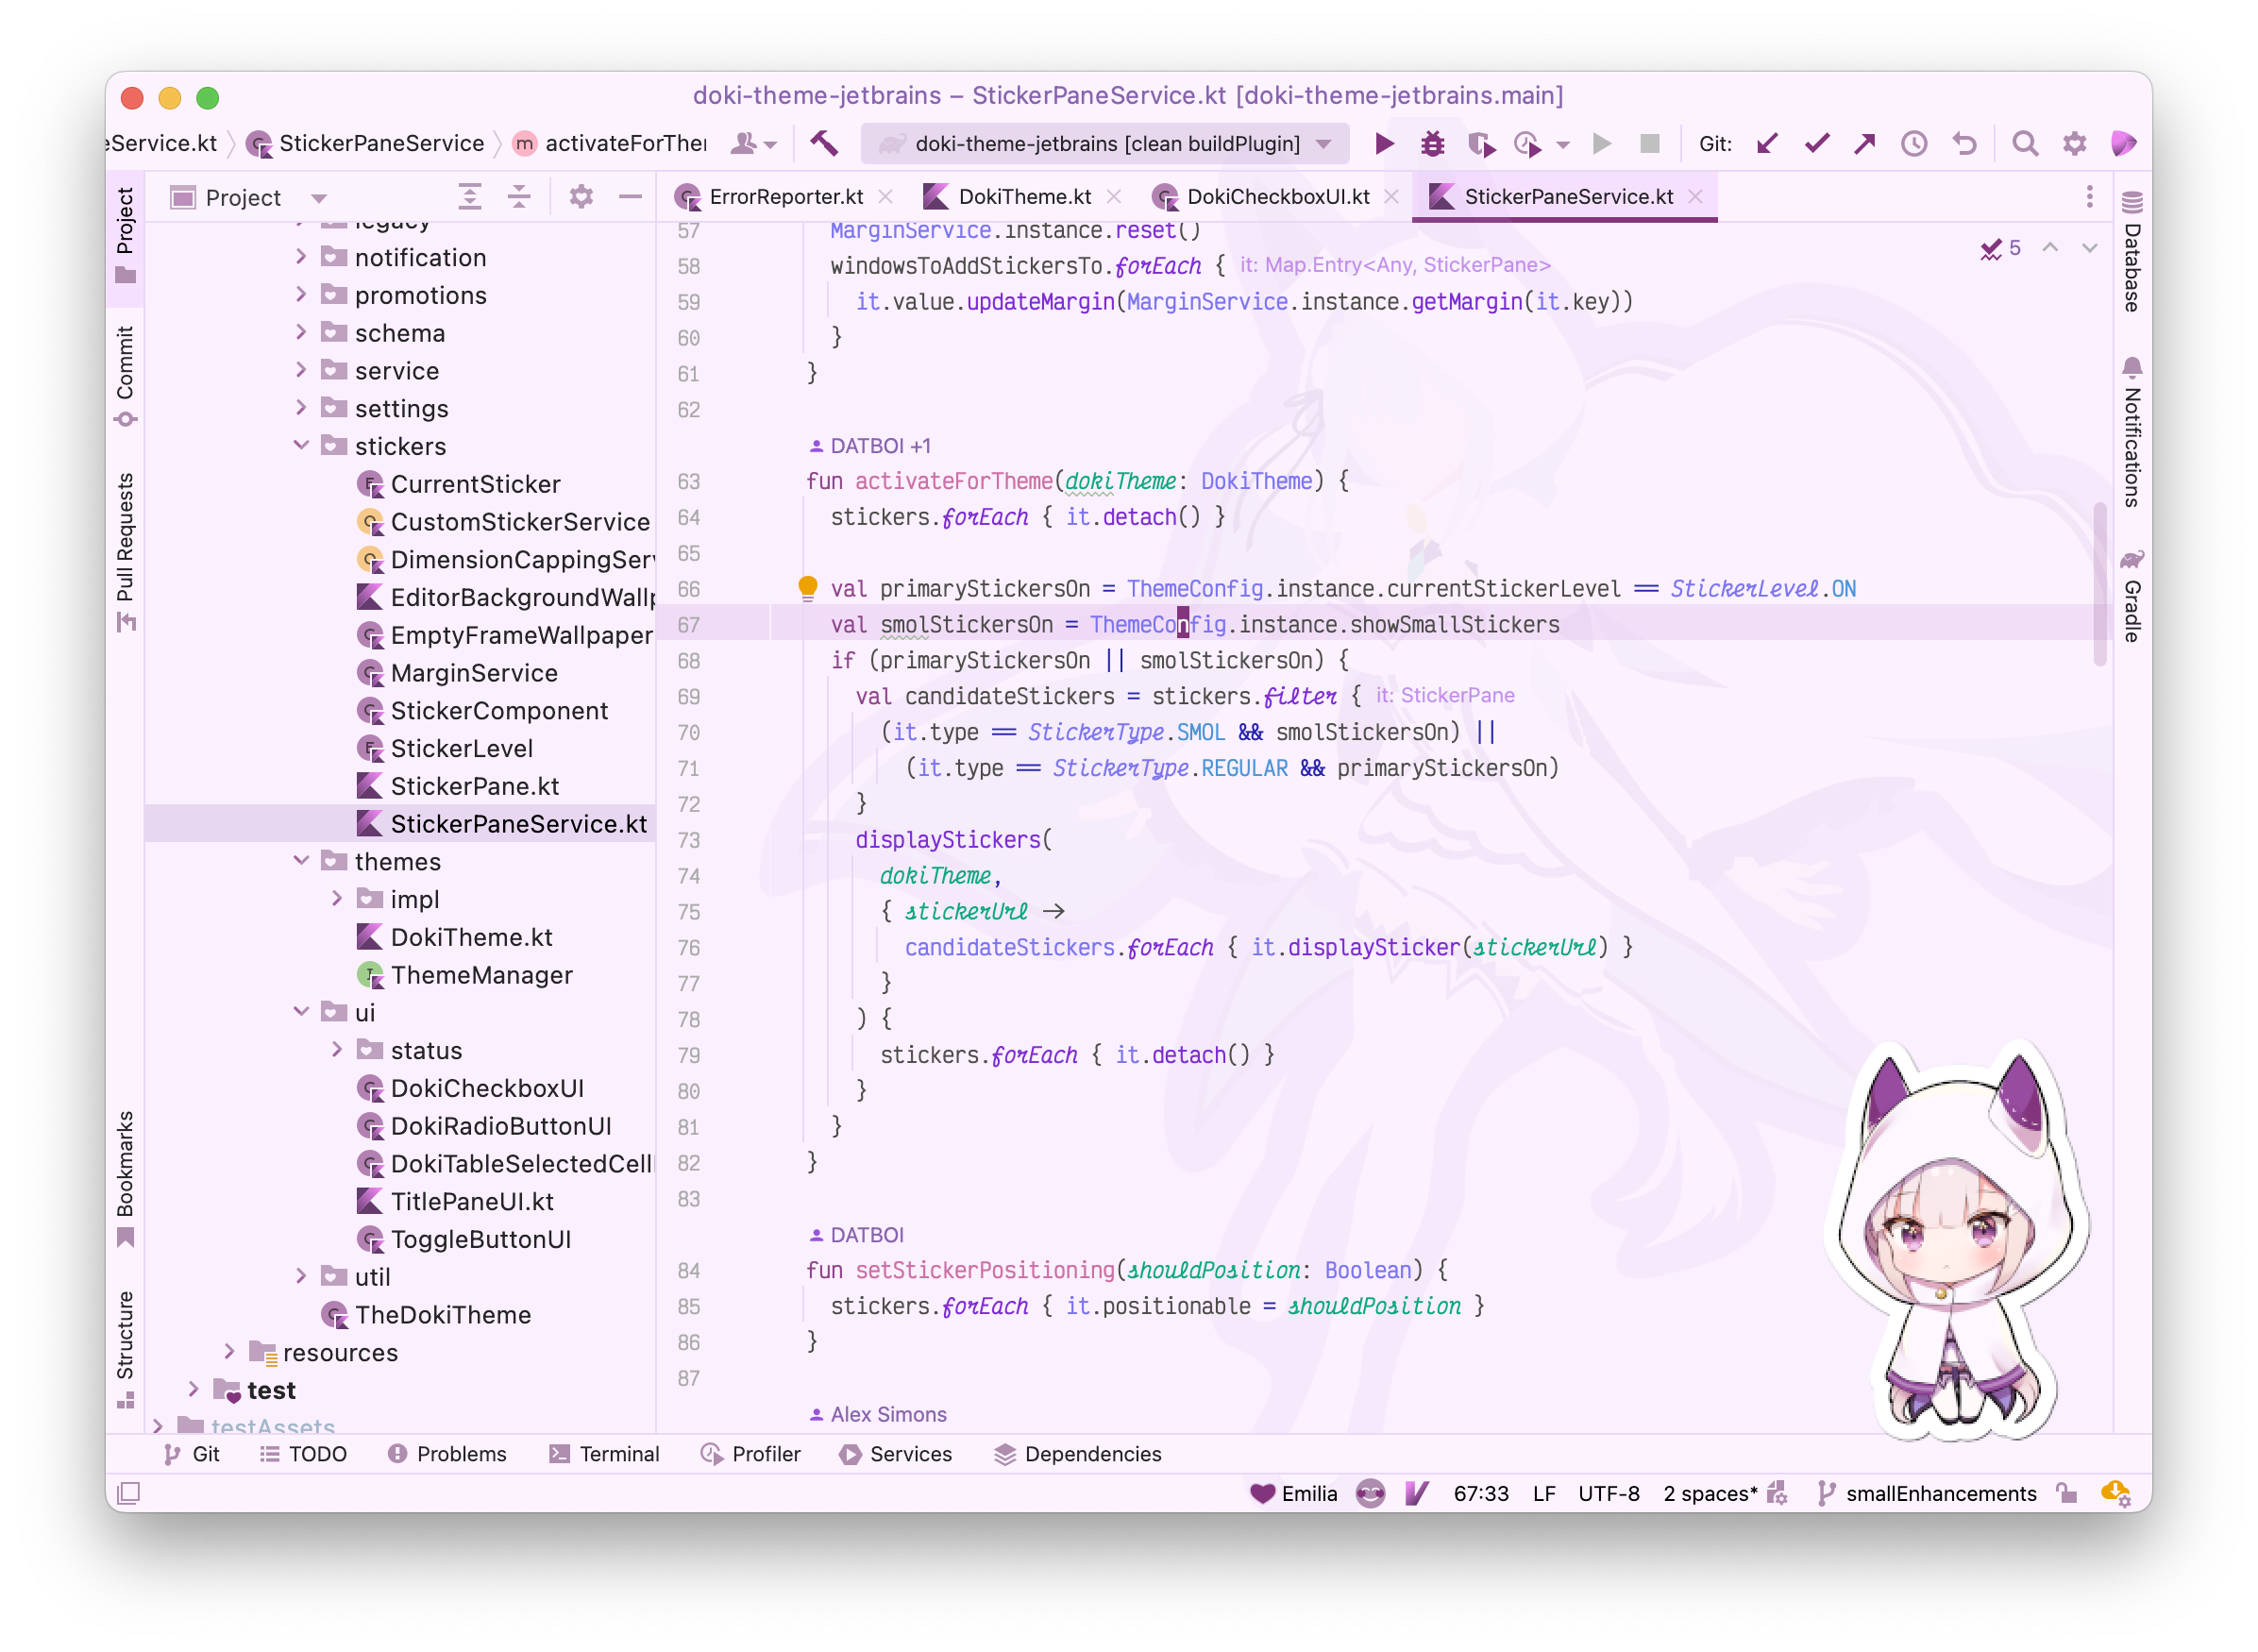 doki-theme-jetbrains – StickerPaneService.kt [doki-theme-jetbrains.main]
eService.kt StickerPaneService m activateForTher doki-theme-jetbrains [clean buildPlugin] Git:
Project
Commit
Pull Requests
Bookmarks
Structure
Project
legacy
notification
promotions
schema
service
settings
stickers
CurrentSticker
CustomStickerService
DimensionCappingServ
EditorBackgroundWallp
EmptyFrameWallpaper
MarginService
StickerComponent
StickerLevel
StickerPane.kt
StickerPaneService.kt
themes
impl
DokiTheme.kt
ThemeManager
ui
status
DokiCheckboxUI
DokiRadioButtonUI
DokiTableSelectedCell
TitlePaneUI.kt
ToggleButtonUI
util
TheDokiTheme
resources
test
testAssets
ErrorReporter.kt DokiTheme.kt DokiCheckboxUI.kt StickerPaneService.kt
5
57 MarginService.instance.reset()
58 windowsToAddStickersTo.forEach { it: Map.Entry<Any, StickerPane>
59 it.value.updateMargin(MarginService.instance.getMargin(it.key))
60 }
61 }
62
DATBOI +1
63 fun activateForTheme(dokiTheme: DokiTheme) {
64 stickers.forEach { it.detach() }
65
66 val primaryStickersOn = ThemeConfig.instance.currentStickerLevel == StickerLevel.ON
67 val smolStickersOn = ThemeConfig.instance.showSmallStickers
68 if (primaryStickersOn || smolStickersOn) {
69 val candidateStickers = stickers.filter { it: StickerPane
70 (it.type == StickerType.SMOL && smolStickersOn) ||
71 (it.type == StickerType.REGULAR && primaryStickersOn)
72 }
73 displayStickers(
74 dokiTheme,
75 { stickerUrl →
76 candidateStickers.forEach { it.displaySticker(stickerUrl) }
77 }
78 ) {
79 stickers.forEach { it.detach() }
80 }
81 }
82 }
83
DATBOI
84 fun setStickerPositioning(shouldPosition: Boolean) {
85 stickers.forEach { it.positionable = shouldPosition }
86 }
87
Alex Simons
Database
Notifications
Gradle
Git TODO Problems Terminal Profiler Services Dependencies
Emilia 67:33 LF UTF-8 2 spaces* smallEnhancements